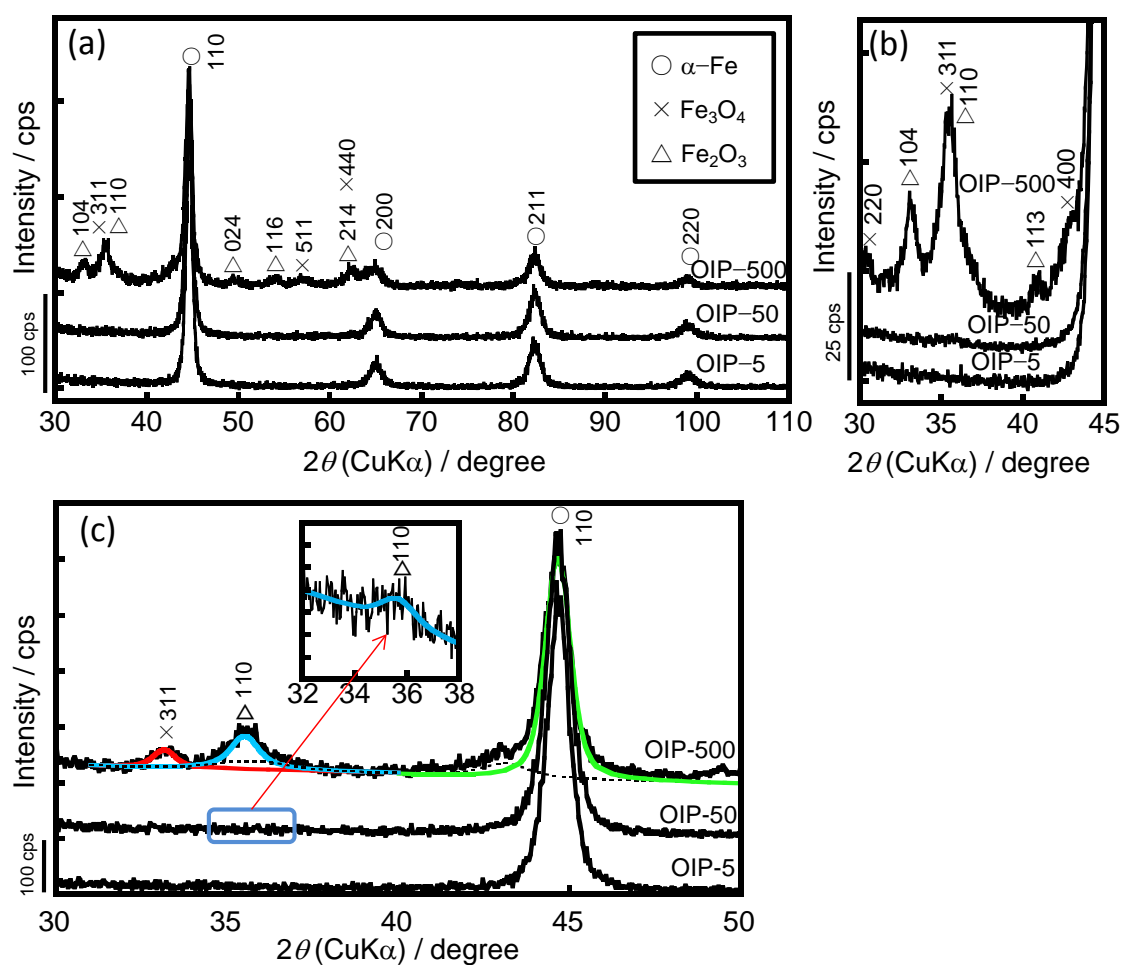 (a)
○ 110
○ α−Fe
× Fe₃O₄
△ Fe₂O₃
△ 104
× 311
△ 110
△ 024
△ 116
× 511
△ 214
× 440
○ 200
○ 211
○ 220
OIP−500
OIP−50
OIP−5
Intensity / cps
100 cps
30 40 50 60 70 80 90 100 110
2θ (CuKα) / degree
(b)
× 220
△ 104
× 311
△ 110
△ 113
× 400
OIP−500
OIP−50
OIP−5
Intensity / cps
25 cps
30 35 40 45
2θ (CuKα) / degree
(c)
△ 110
32 34 36 38
× 311
△ 110
○ 110
OIP-500
OIP-50
OIP-5
Intensity / cps
100 cps
30 35 40 45 50
2θ (CuKα) / degree